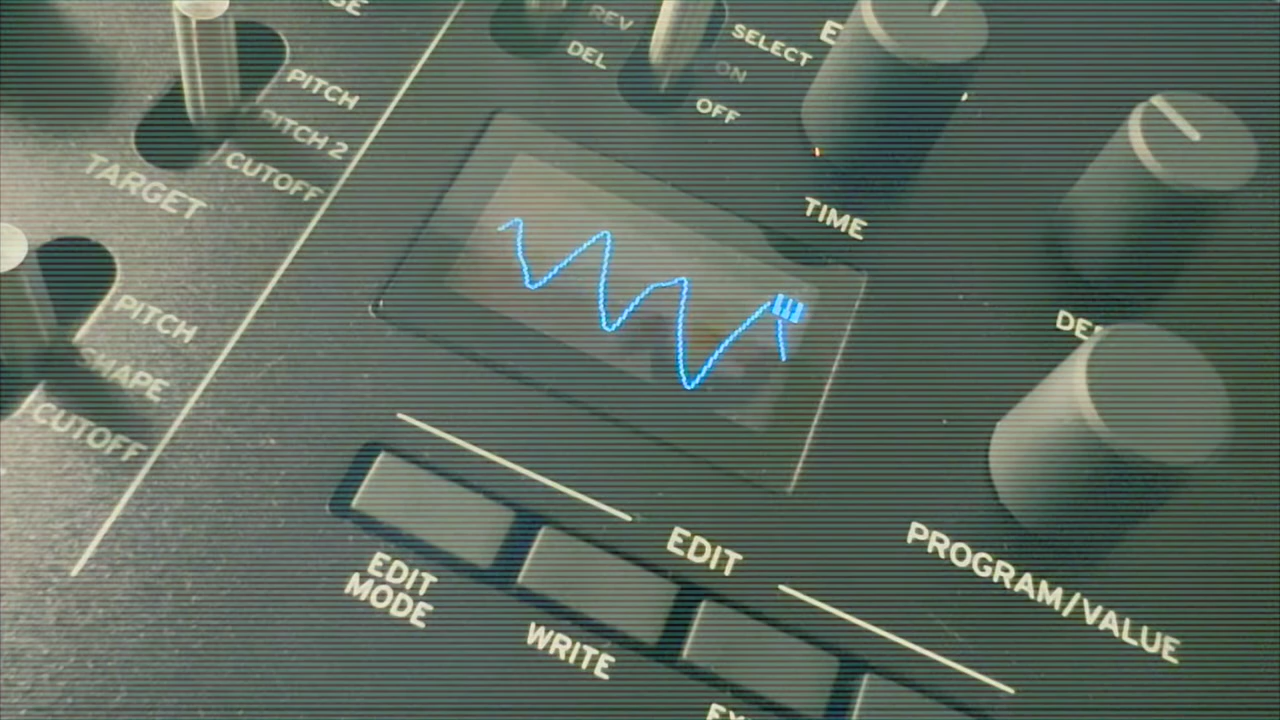 REV
DEL
SELECT
ON
OFF
PITCH
PITCH 2
CUTOFF
TARGET
TIME
PITCH
SHAPE
CUTOFF
EDIT
EDIT
MODE
WRITE
PROGRAM/VALUE